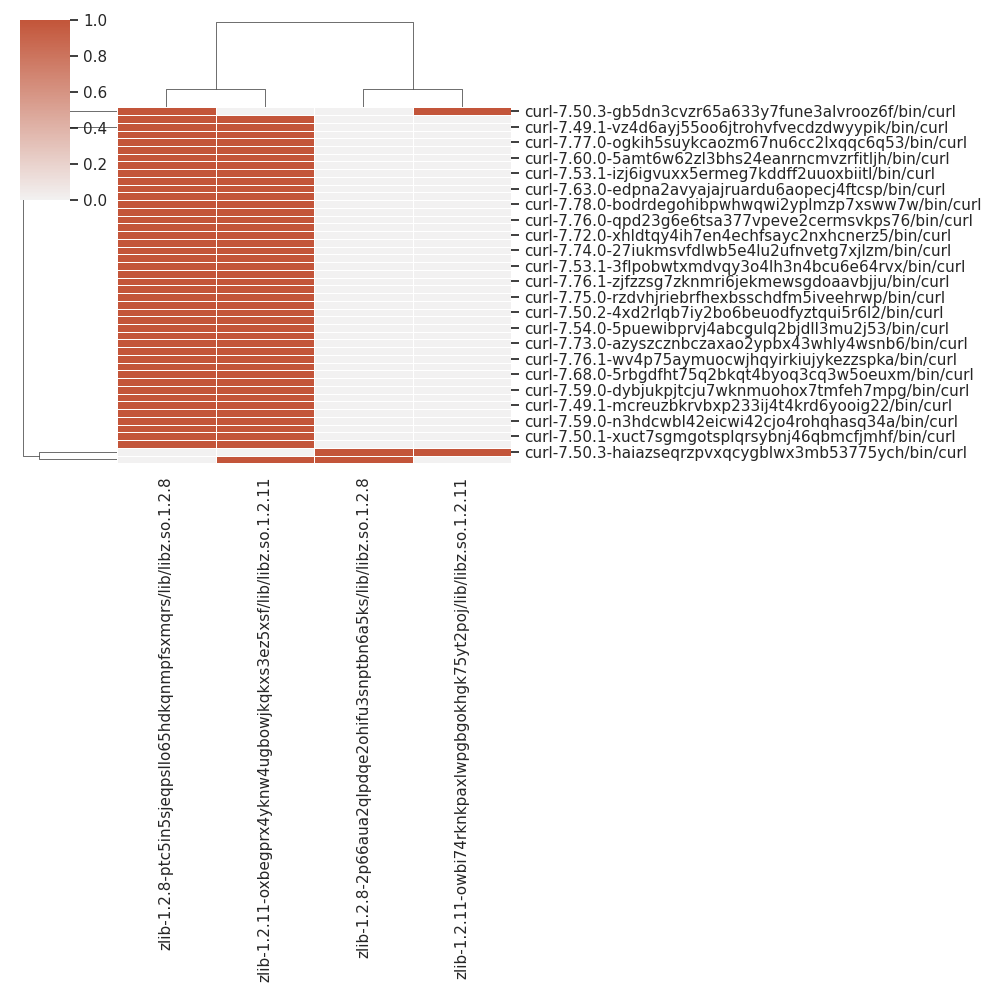 1.0
0.8
0.6
0.4
0.2
0.0
curl-7.50.3-gb5dn3cvzr65a633y7fune3alvrooz6f/bin/curl
curl-7.49.1-vz4d6ayj55oo6jtrohvfvecdzdwyypik/bin/curl
curl-7.77.0-ogkih5suykcaozm67nu6cc2lxqqc6q53/bin/curl
curl-7.60.0-5amt6w62zl3bhs24eanrncmvzrfitljh/bin/curl
curl-7.53.1-izj6igvuxx5ermeg7kddff2uuoxbiitl/bin/curl
curl-7.63.0-edpna2avyajajruardu6aopecj4ftcsp/bin/curl
curl-7.78.0-bodrdegohibpwhwqwi2yplmzp7xsww7w/bin/curl
curl-7.76.0-qpd23g6e6tsa377vpeve2cermsvkps76/bin/curl
curl-7.72.0-xhldtqy4ih7en4echfsayc2nxhcnerz5/bin/curl
curl-7.74.0-27iukmsvfdlwb5e4lu2ufnvetg7xjlzm/bin/curl
curl-7.53.1-3flpobwtxmdvqy3o4lh3n4bcu6e64rvx/bin/curl
curl-7.76.1-zjfzzsg7zknmri6jekmewsgdoaavbjju/bin/curl
curl-7.75.0-rzdvhjriebrfhexbsschdfm5iveehrwp/bin/curl
curl-7.50.2-4xd2rlqb7iy2bo6beuodfyztqui5r6l2/bin/curl
curl-7.54.0-5puewibprvj4abcgulq2bjdll3mu2j53/bin/curl
curl-7.73.0-azyszcznbczaxao2ypbx43whly4wsnb6/bin/curl
curl-7.76.1-wv4p75aymuocwjhqyirkiujykezzspka/bin/curl
curl-7.68.0-5rbgdfht75q2bkqt4byoq3cq3w5oeuxm/bin/curl
curl-7.59.0-dybjukpjtcju7wknmuohox7tmfeh7mpg/bin/curl
curl-7.49.1-mcreuzbkrvbxp233ij4t4krd6yooig22/bin/curl
curl-7.59.0-n3hdcwbl42eicwi42cjo4rohqhasq34a/bin/curl
curl-7.50.1-xuct7sgmgotsplqrsybnj46qbmcfjmhf/bin/curl
curl-7.50.3-haiazseqrzpvxqcygblwx3mb53775ych/bin/curl
zlib-1.2.8-ptc5in5sjeqpsllo65hdkqnmpfsxmqrs/lib/libz.so.1.2.8
zlib-1.2.11-oxbegprx4yknw4ugbowjkqkxs3ez5xsf/lib/libz.so.1.2.11
zlib-1.2.8-2p66aua2qlpdqe2ohifu3snptbn6a5ks/lib/libz.so.1.2.8
zlib-1.2.11-owbi74rknkpaxlwpgbgokhgk75yt2poj/lib/libz.so.1.2.11